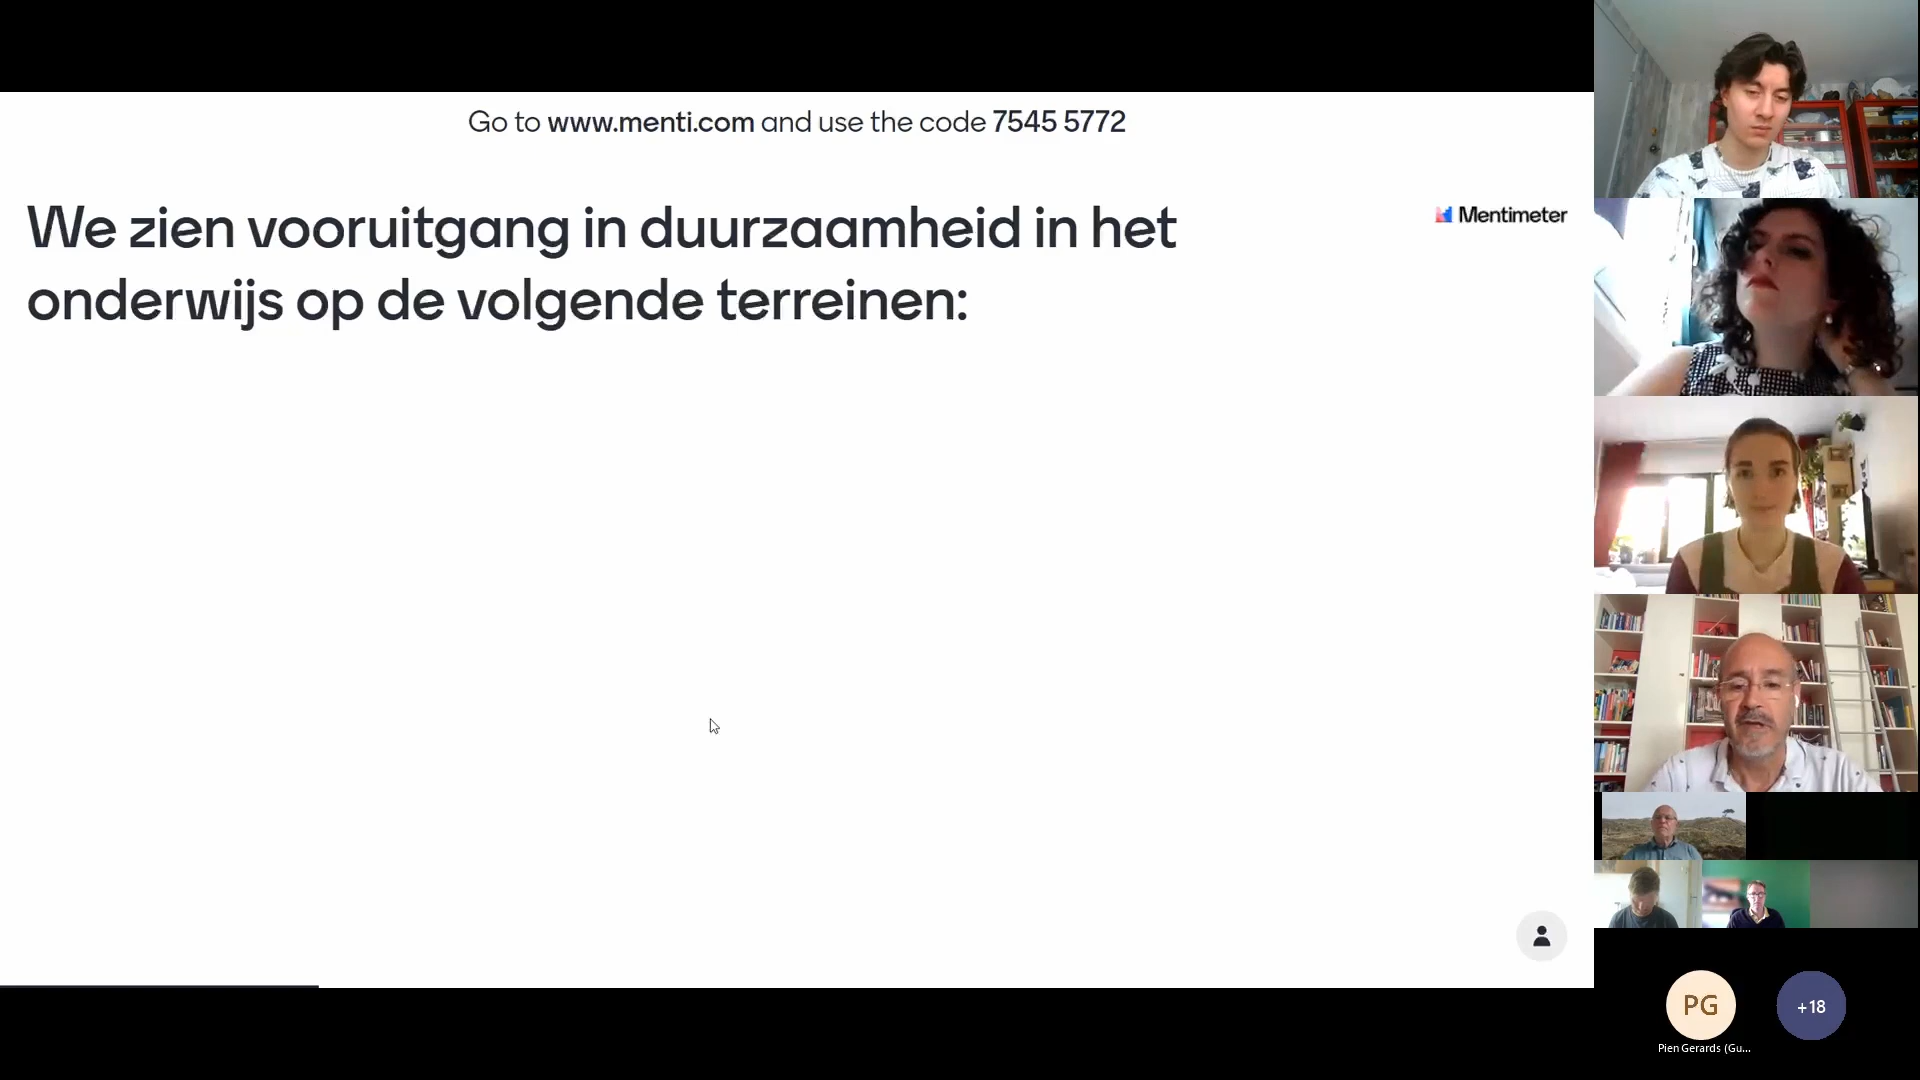 Go to www.menti.com and use the code 7545 5772
We zien vooruitgang in duurzaamheid in het
onderwijs op de volgende terreinen:
Mentimeter
PG
+18
Pien Gerards (Gu...